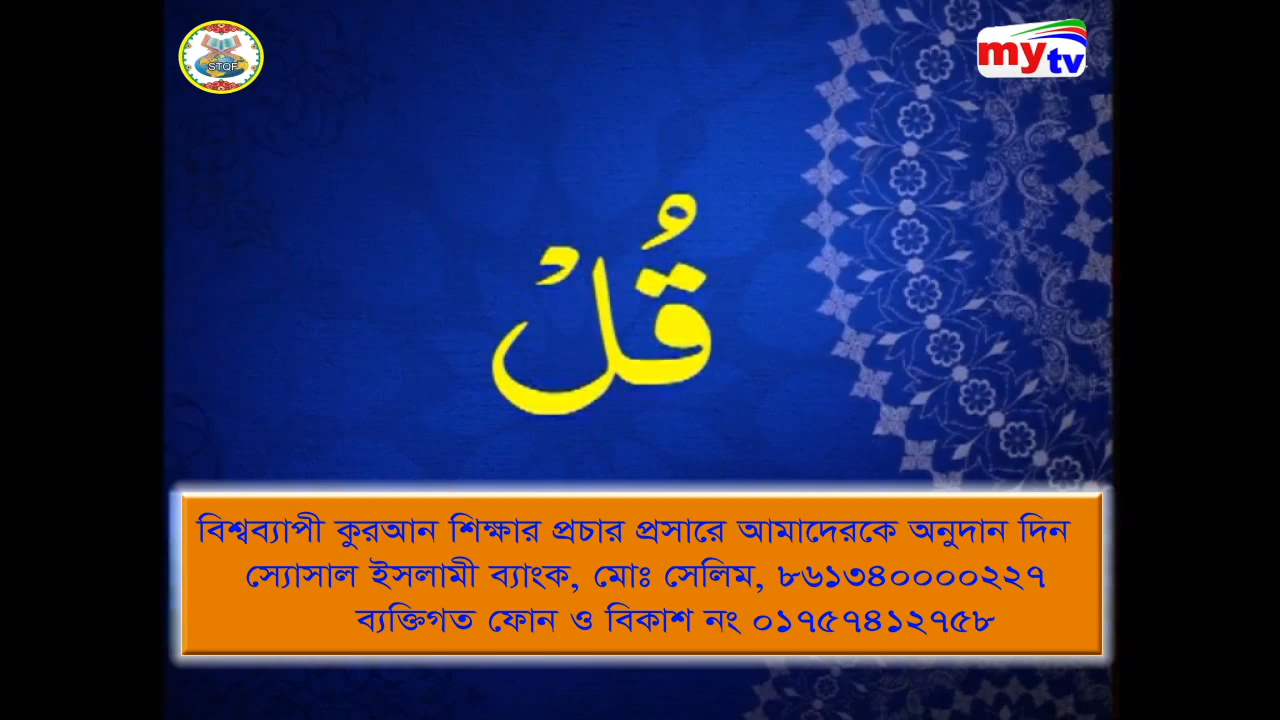 STQF
my tv
قُلْ
বিশ্বব্যাপী কুরআন শিক্ষার প্রচার প্রসারে আমাদেরকে অনুদান দিন
স্যোসাল ইসলামী ব্যাংক, মোঃ সেলিম, ৮৬১৩৪০০০০২২৭
ব্যক্তিগত ফোন ও বিকাশ নং ০১৭৫৭৪১২৭৫৮